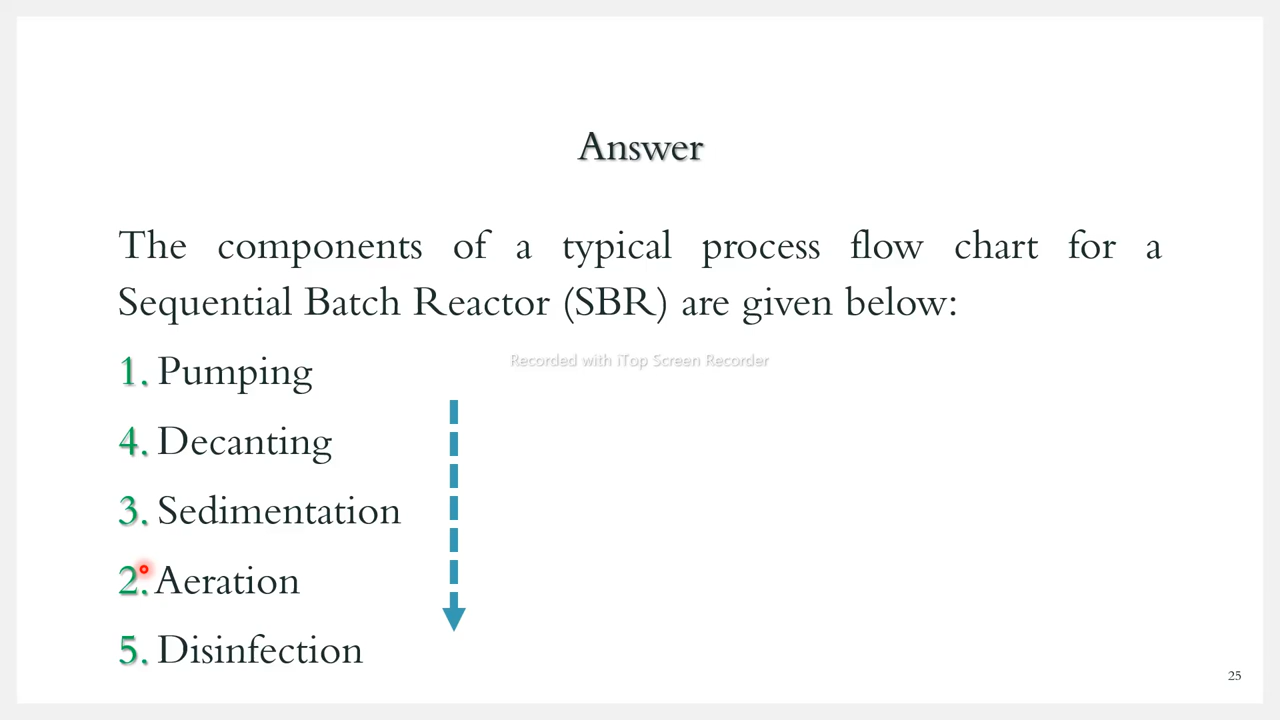 Answer
The components of a typical process flow chart for a
Sequential Batch Reactor (SBR) are given below:
Recorded with iTop Screen Recorder
1. Pumping
4. Decanting
3. Sedimentation
2. Aeration
5. Disinfection
25